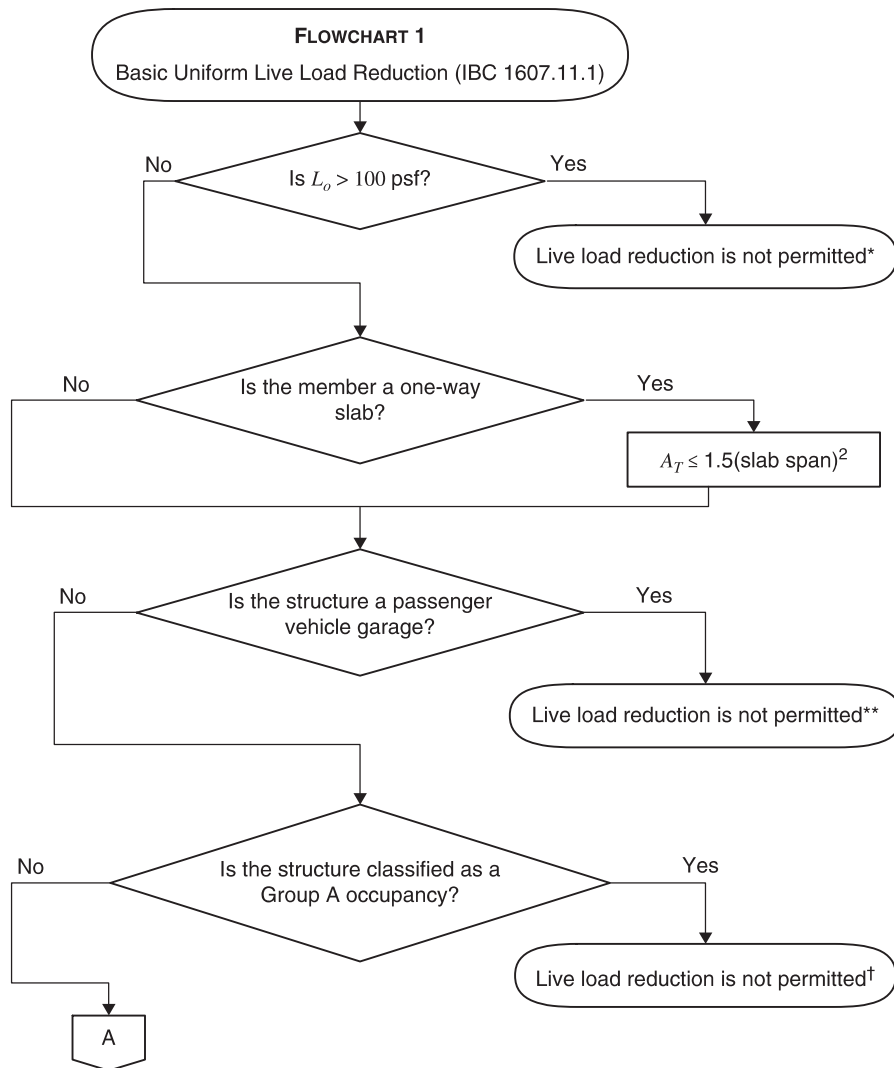 FLOWCHART 1
Basic Uniform Live Load Reduction (IBC 1607.11.1)
No
Yes
Is Lₒ > 100 psf?
Live load reduction is not permitted*
No
Yes
Is the member a one-way
slab?
A_T ≤ 1.5(slab span)²
No
Yes
Is the structure a passenger
vehicle garage?
Live load reduction is not permitted**
No
Yes
Is the structure classified as a
Group A occupancy?
Live load reduction is not permitted†
A